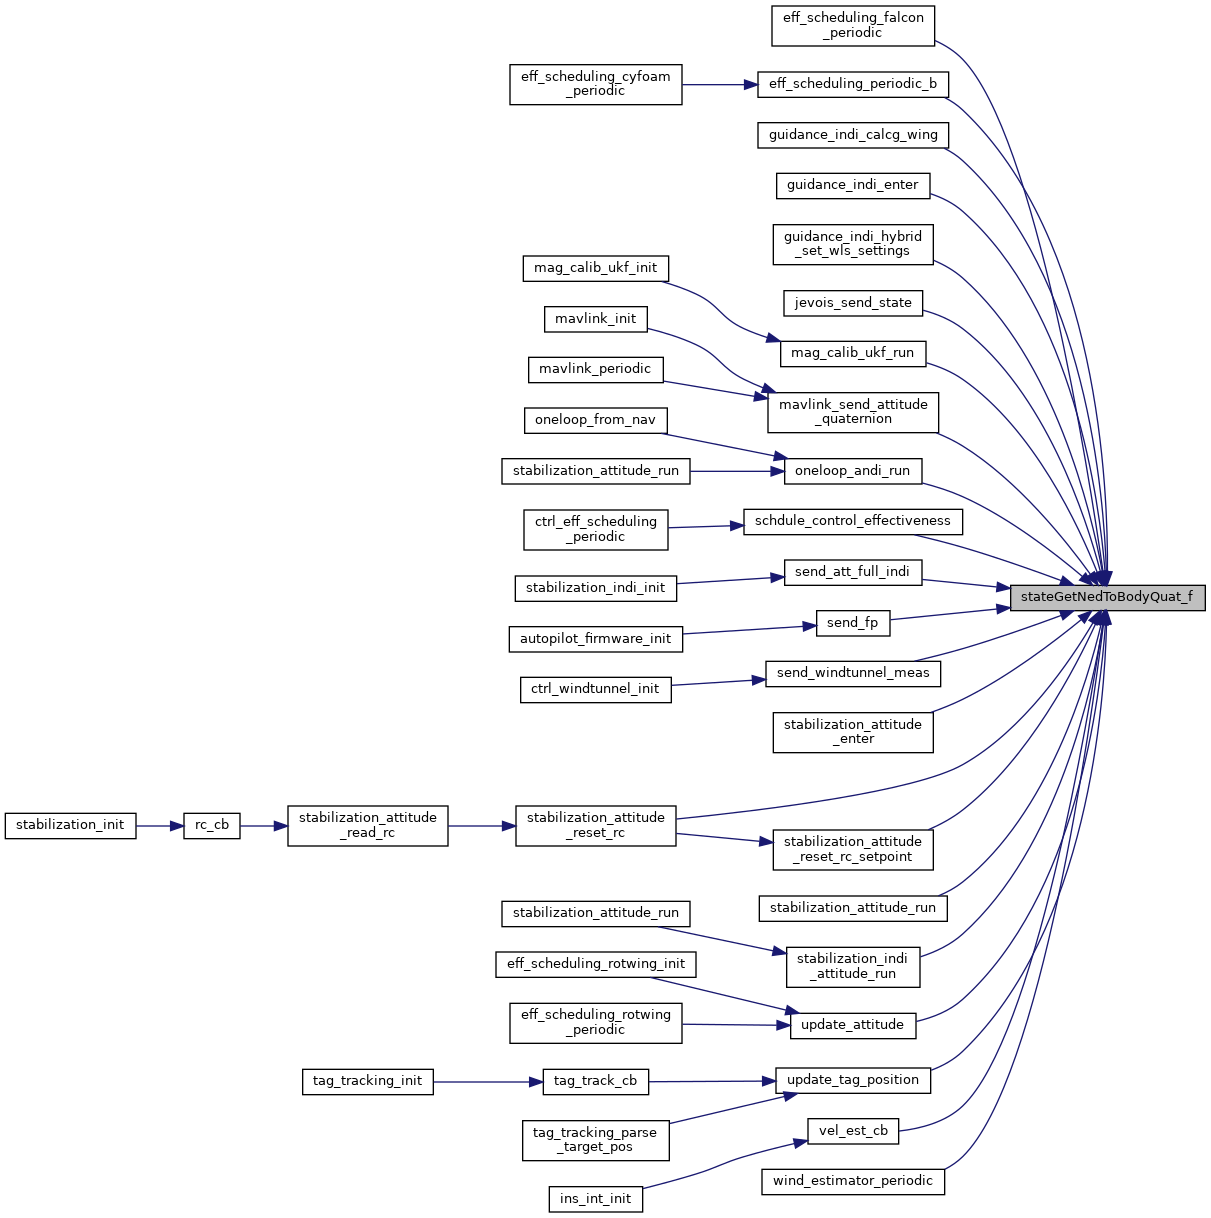 eff_scheduling_falcon
_periodic
eff_scheduling_cyfoam
_periodic
eff_scheduling_periodic_b
guidance_indi_calcg_wing
guidance_indi_enter
guidance_indi_hybrid
_set_wls_settings
mag_calib_ukf_init
jevois_send_state
mavlink_init
mag_calib_ukf_run
mavlink_periodic
mavlink_send_attitude
_quaternion
oneloop_from_nav
stabilization_attitude_run
oneloop_andi_run
ctrl_eff_scheduling
_periodic
schdule_control_effectiveness
stabilization_indi_init
send_att_full_indi
stateGetNedToBodyQuat_f
autopilot_firmware_init
send_fp
ctrl_windtunnel_init
send_windtunnel_meas
stabilization_attitude
_enter
stabilization_init
rc_cb
stabilization_attitude
_read_rc
stabilization_attitude
_reset_rc
stabilization_attitude
_reset_rc_setpoint
stabilization_attitude_run
stabilization_attitude_run
stabilization_indi
_attitude_run
eff_scheduling_rotwing_init
eff_scheduling_rotwing
_periodic
update_attitude
tag_tracking_init
tag_track_cb
update_tag_position
tag_tracking_parse
_target_pos
vel_est_cb
wind_estimator_periodic
ins_int_init